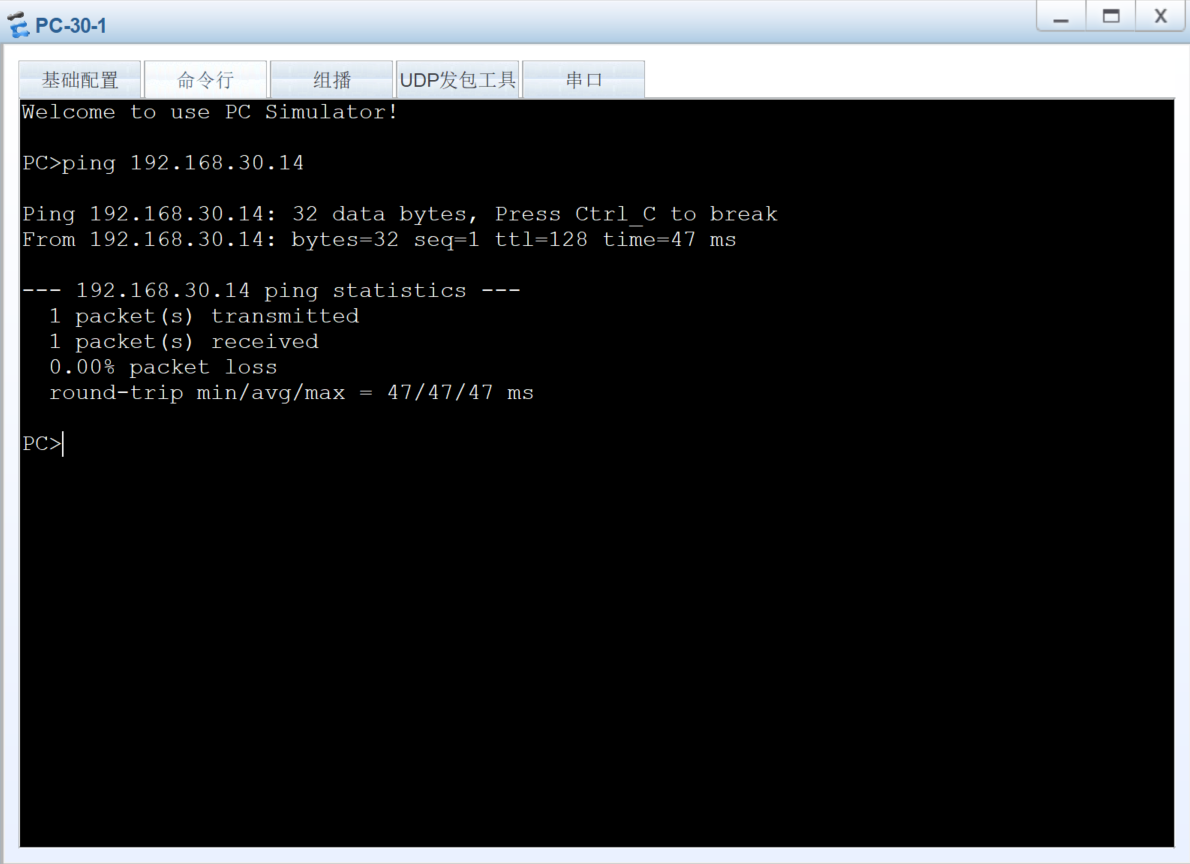 PC-30-1
基础配置 命令行 组播 UDP发包工具 串口
Welcome to use PC Simulator!
PC>ping 192.168.30.14
Ping 192.168.30.14: 32 data bytes, Press Ctrl_C to break
From 192.168.30.14: bytes=32 seq=1 ttl=128 time=47 ms
--- 192.168.30.14 ping statistics ---
1 packet(s) transmitted
1 packet(s) received
0.00% packet loss
round-trip min/avg/max = 47/47/47 ms
PC>